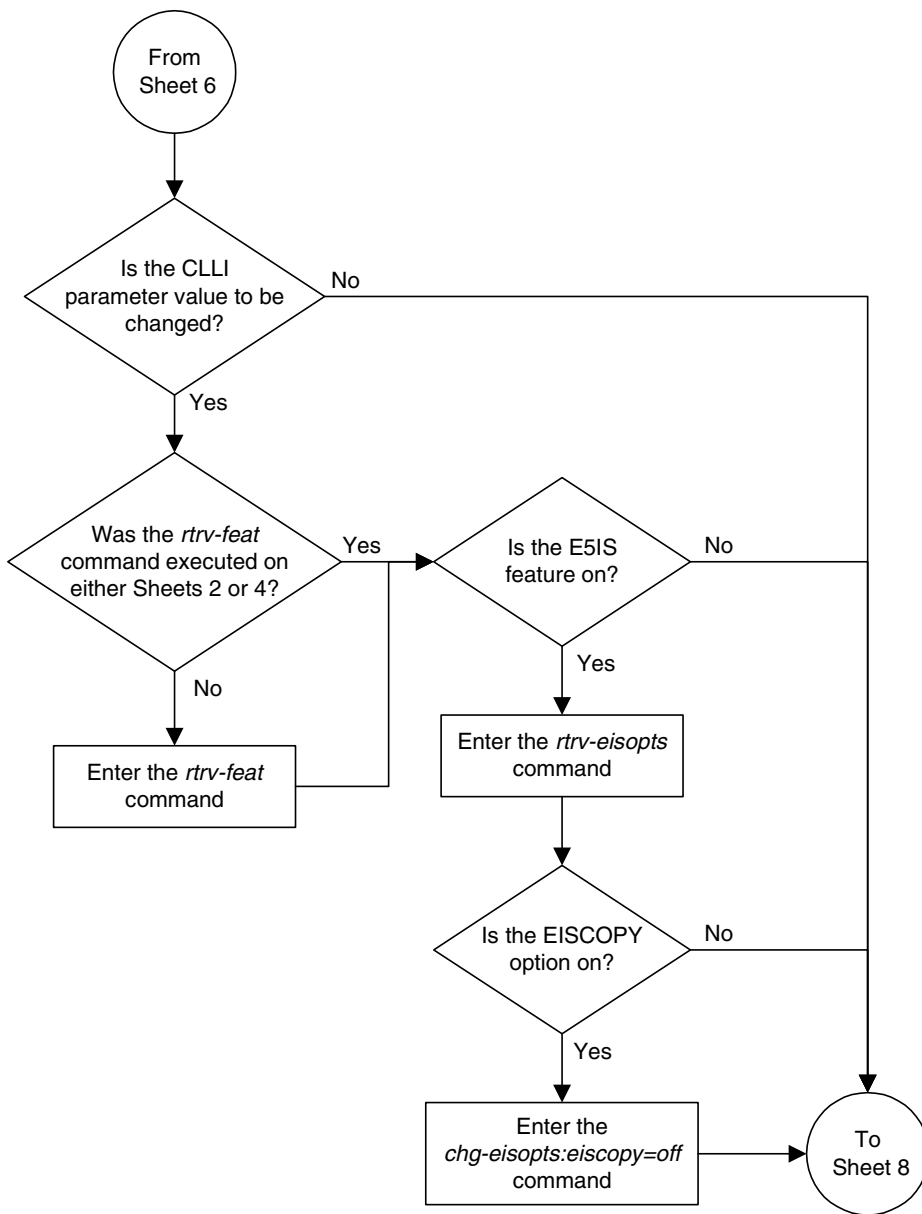 From
Sheet 6
Is the CLLI
parameter value to be
changed?
No
Yes
Was the rtrv-feat
command executed on
either Sheets 2 or 4?
Yes
No
Enter the rtrv-feat
command
Is the E5IS
feature on?
No
Yes
Enter the rtrv-eisopts
command
Is the EISCOPY
option on?
No
Yes
Enter the
chg-eisopts:eiscopy=off
command
To
Sheet 8